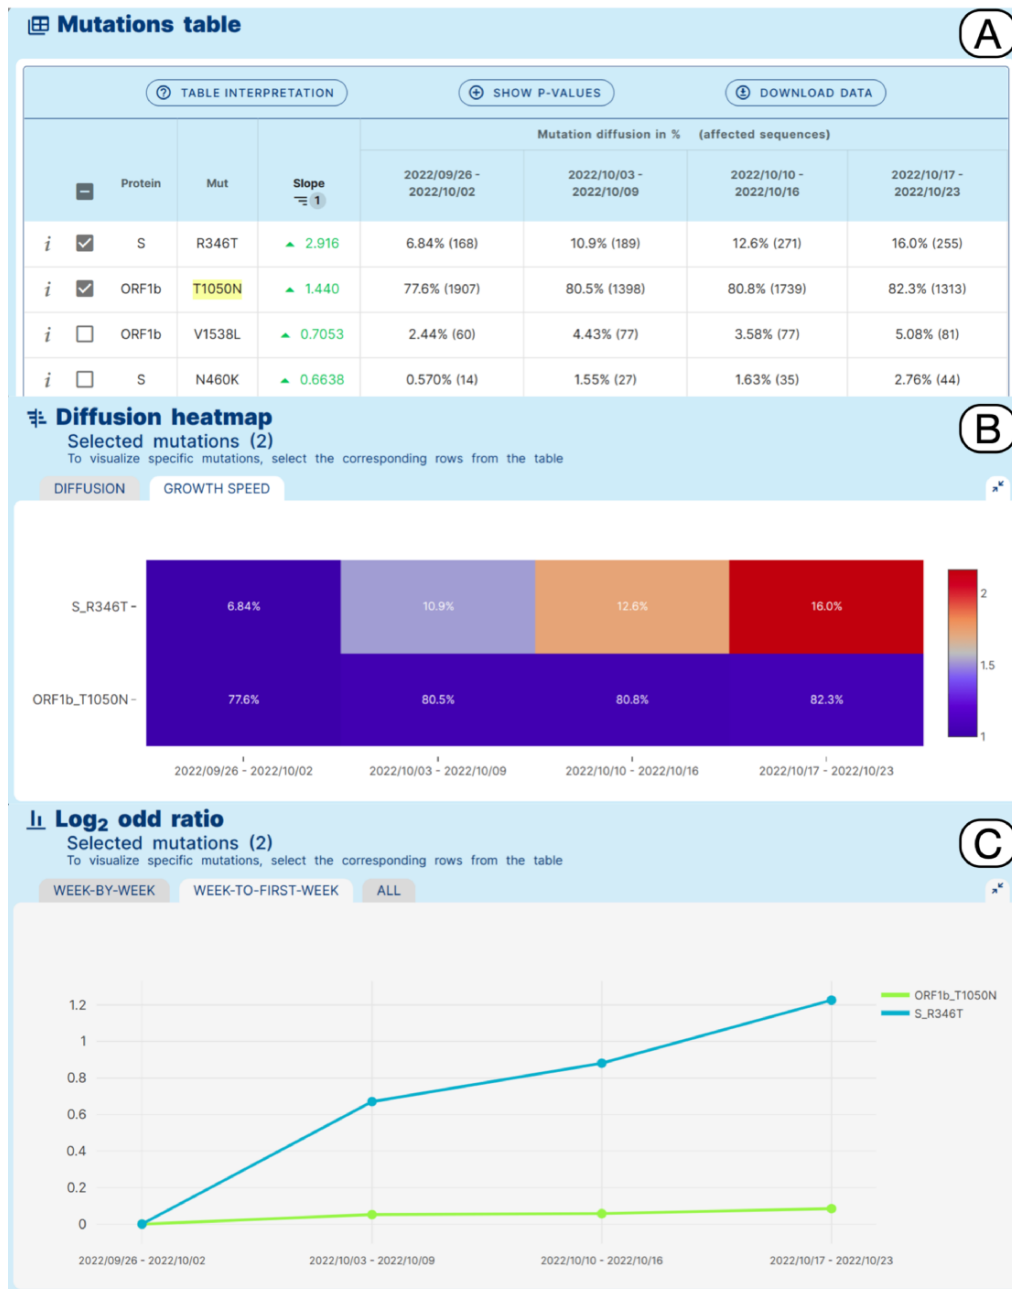 Mutations table
A
TABLE INTERPRETATION SHOW P-VALUES DOWNLOAD DATA
Mutation diffusion in % (affected sequences)
Protein Mut Slope 1 2022/09/26 - 2022/10/02 2022/10/03 - 2022/10/09 2022/10/10 - 2022/10/16 2022/10/17 - 2022/10/23
i S R346T 2.916 6.84% (168) 10.9% (189) 12.6% (271) 16.0% (255)
i ORF1b T1050N 1.440 77.6% (1907) 80.5% (1398) 80.8% (1739) 82.3% (1313)
i ORF1b V1538L 0.7053 2.44% (60) 4.43% (77) 3.58% (77) 5.08% (81)
i S N460K 0.6638 0.570% (14) 1.55% (27) 1.63% (35) 2.76% (44)
Diffusion heatmap
B
Selected mutations (2)
To visualize specific mutations, select the corresponding rows from the table
DIFFUSION GROWTH SPEED
S_R346T 6.84% 10.9% 12.6% 16.0%
ORF1b_T1050N 77.6% 80.5% 80.8% 82.3%
2
1.5
1
2022/09/26 - 2022/10/02 2022/10/03 - 2022/10/09 2022/10/10 - 2022/10/16 2022/10/17 - 2022/10/23
Log2 odd ratio
C
Selected mutations (2)
To visualize specific mutations, select the corresponding rows from the table
WEEK-BY-WEEK WEEK-TO-FIRST-WEEK ALL
1.2
1
0.8
0.6
0.4
0.2
0
ORF1b_T1050N
S_R346T
2022/09/26 - 2022/10/02 2022/10/03 - 2022/10/09 2022/10/10 - 2022/10/16 2022/10/17 - 2022/10/23